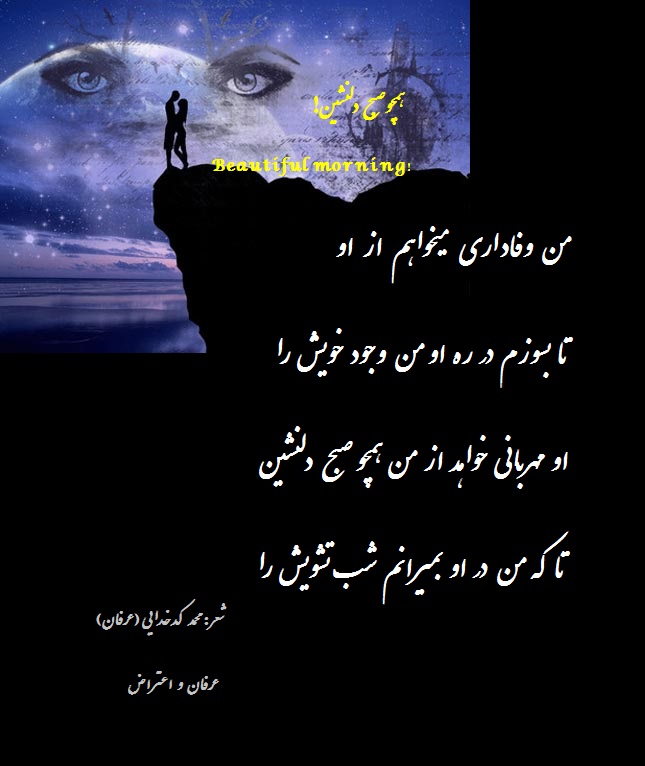 همچو صبح دلنشین!
Beautiful morning!
من وفاداری میخواهم از او
تا بسوزم در ره او من وجود خویش را
او مهربانی خواهد از من همچو صبح دلنشین
تا که من در او بمیرانم شب تشویش را
شعر: محمد کدخدایی (عرفان)
عرفان و اعتراض